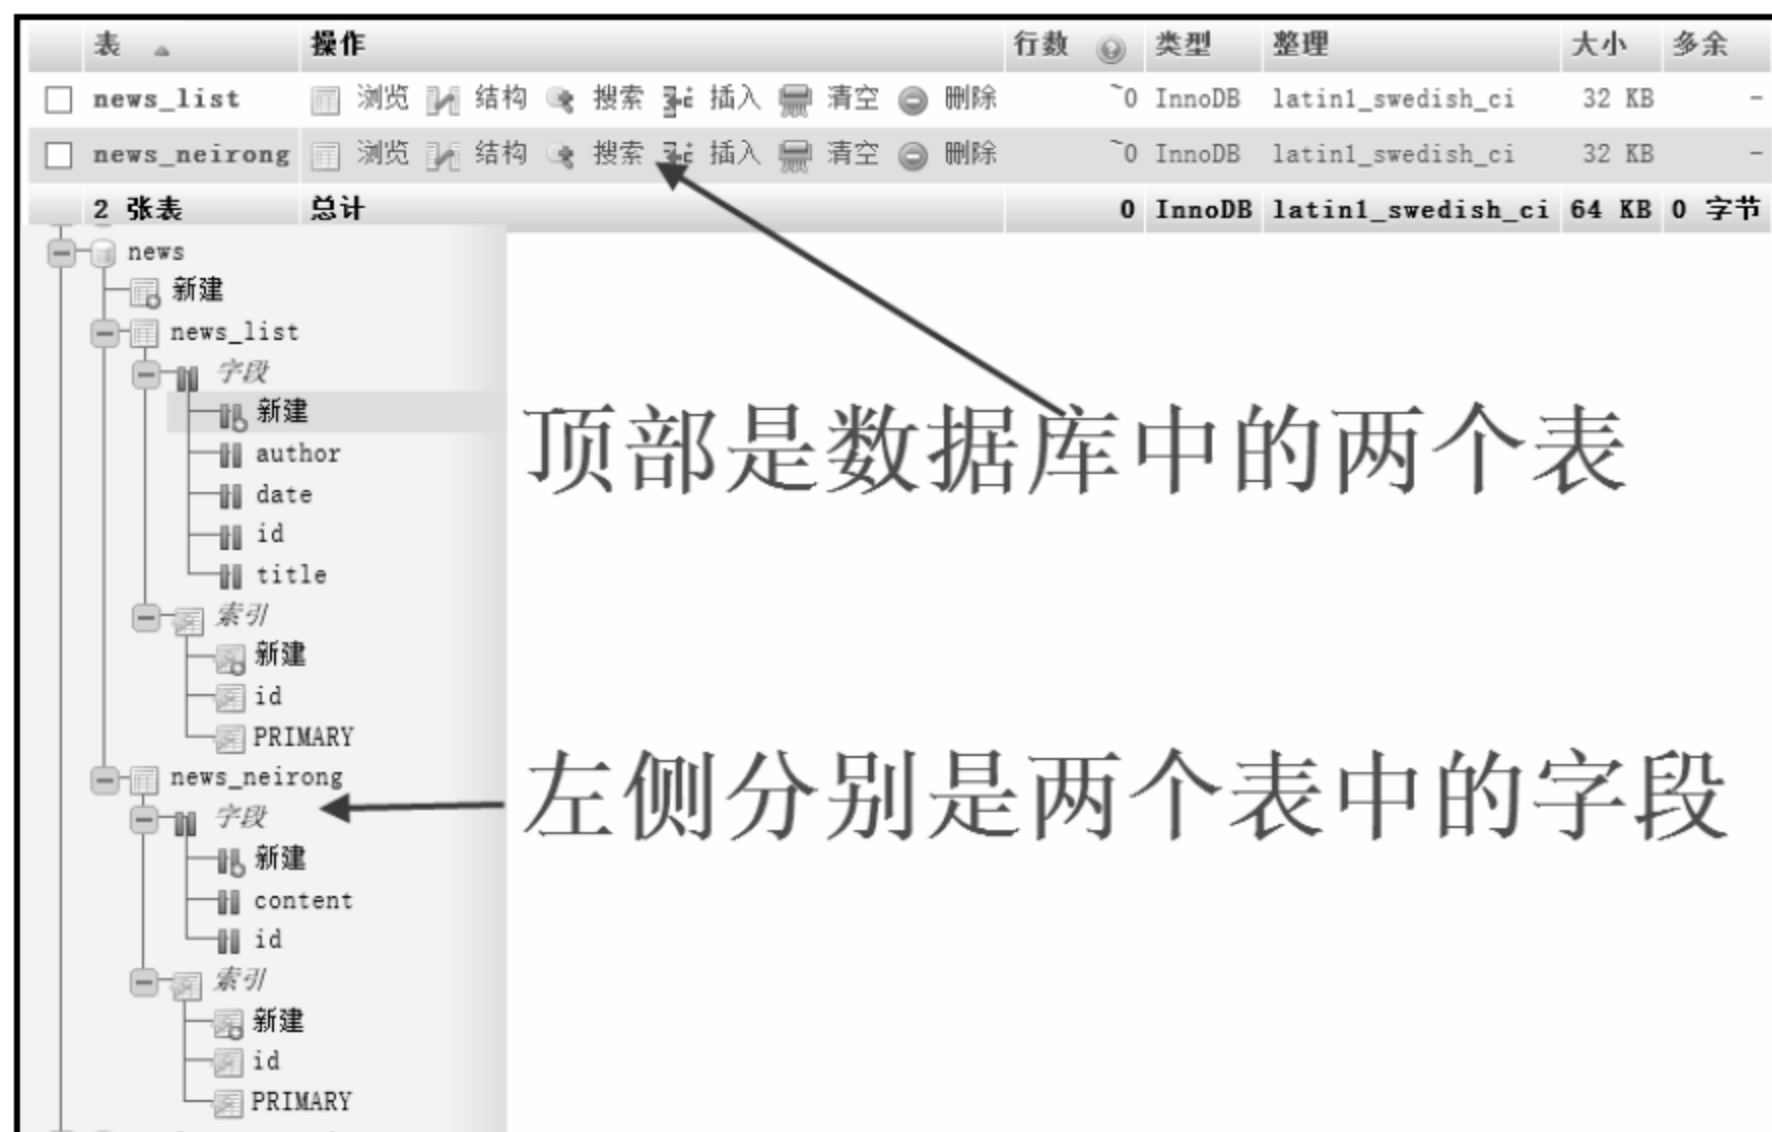 表 操作 行数 类型 整理 大小 多余
news_list 浏览 结构 搜索 插入 清空 删除 ~0 InnoDB latin1_swedish_ci 32 KB -
news_neirong 浏览 结构 搜索 插入 清空 删除 ~0 InnoDB latin1_swedish_ci 32 KB -
2 张表 总计 0 InnoDB latin1_swedish_ci 64 KB 0 字节
news
新建
news_list
字段
新建
author
date
id
title
索引
新建
id
PRIMARY
news_neirong
字段
新建
content
id
索引
新建
id
PRIMARY
顶部是数据库中的两个表
左侧分别是两个表中的字段